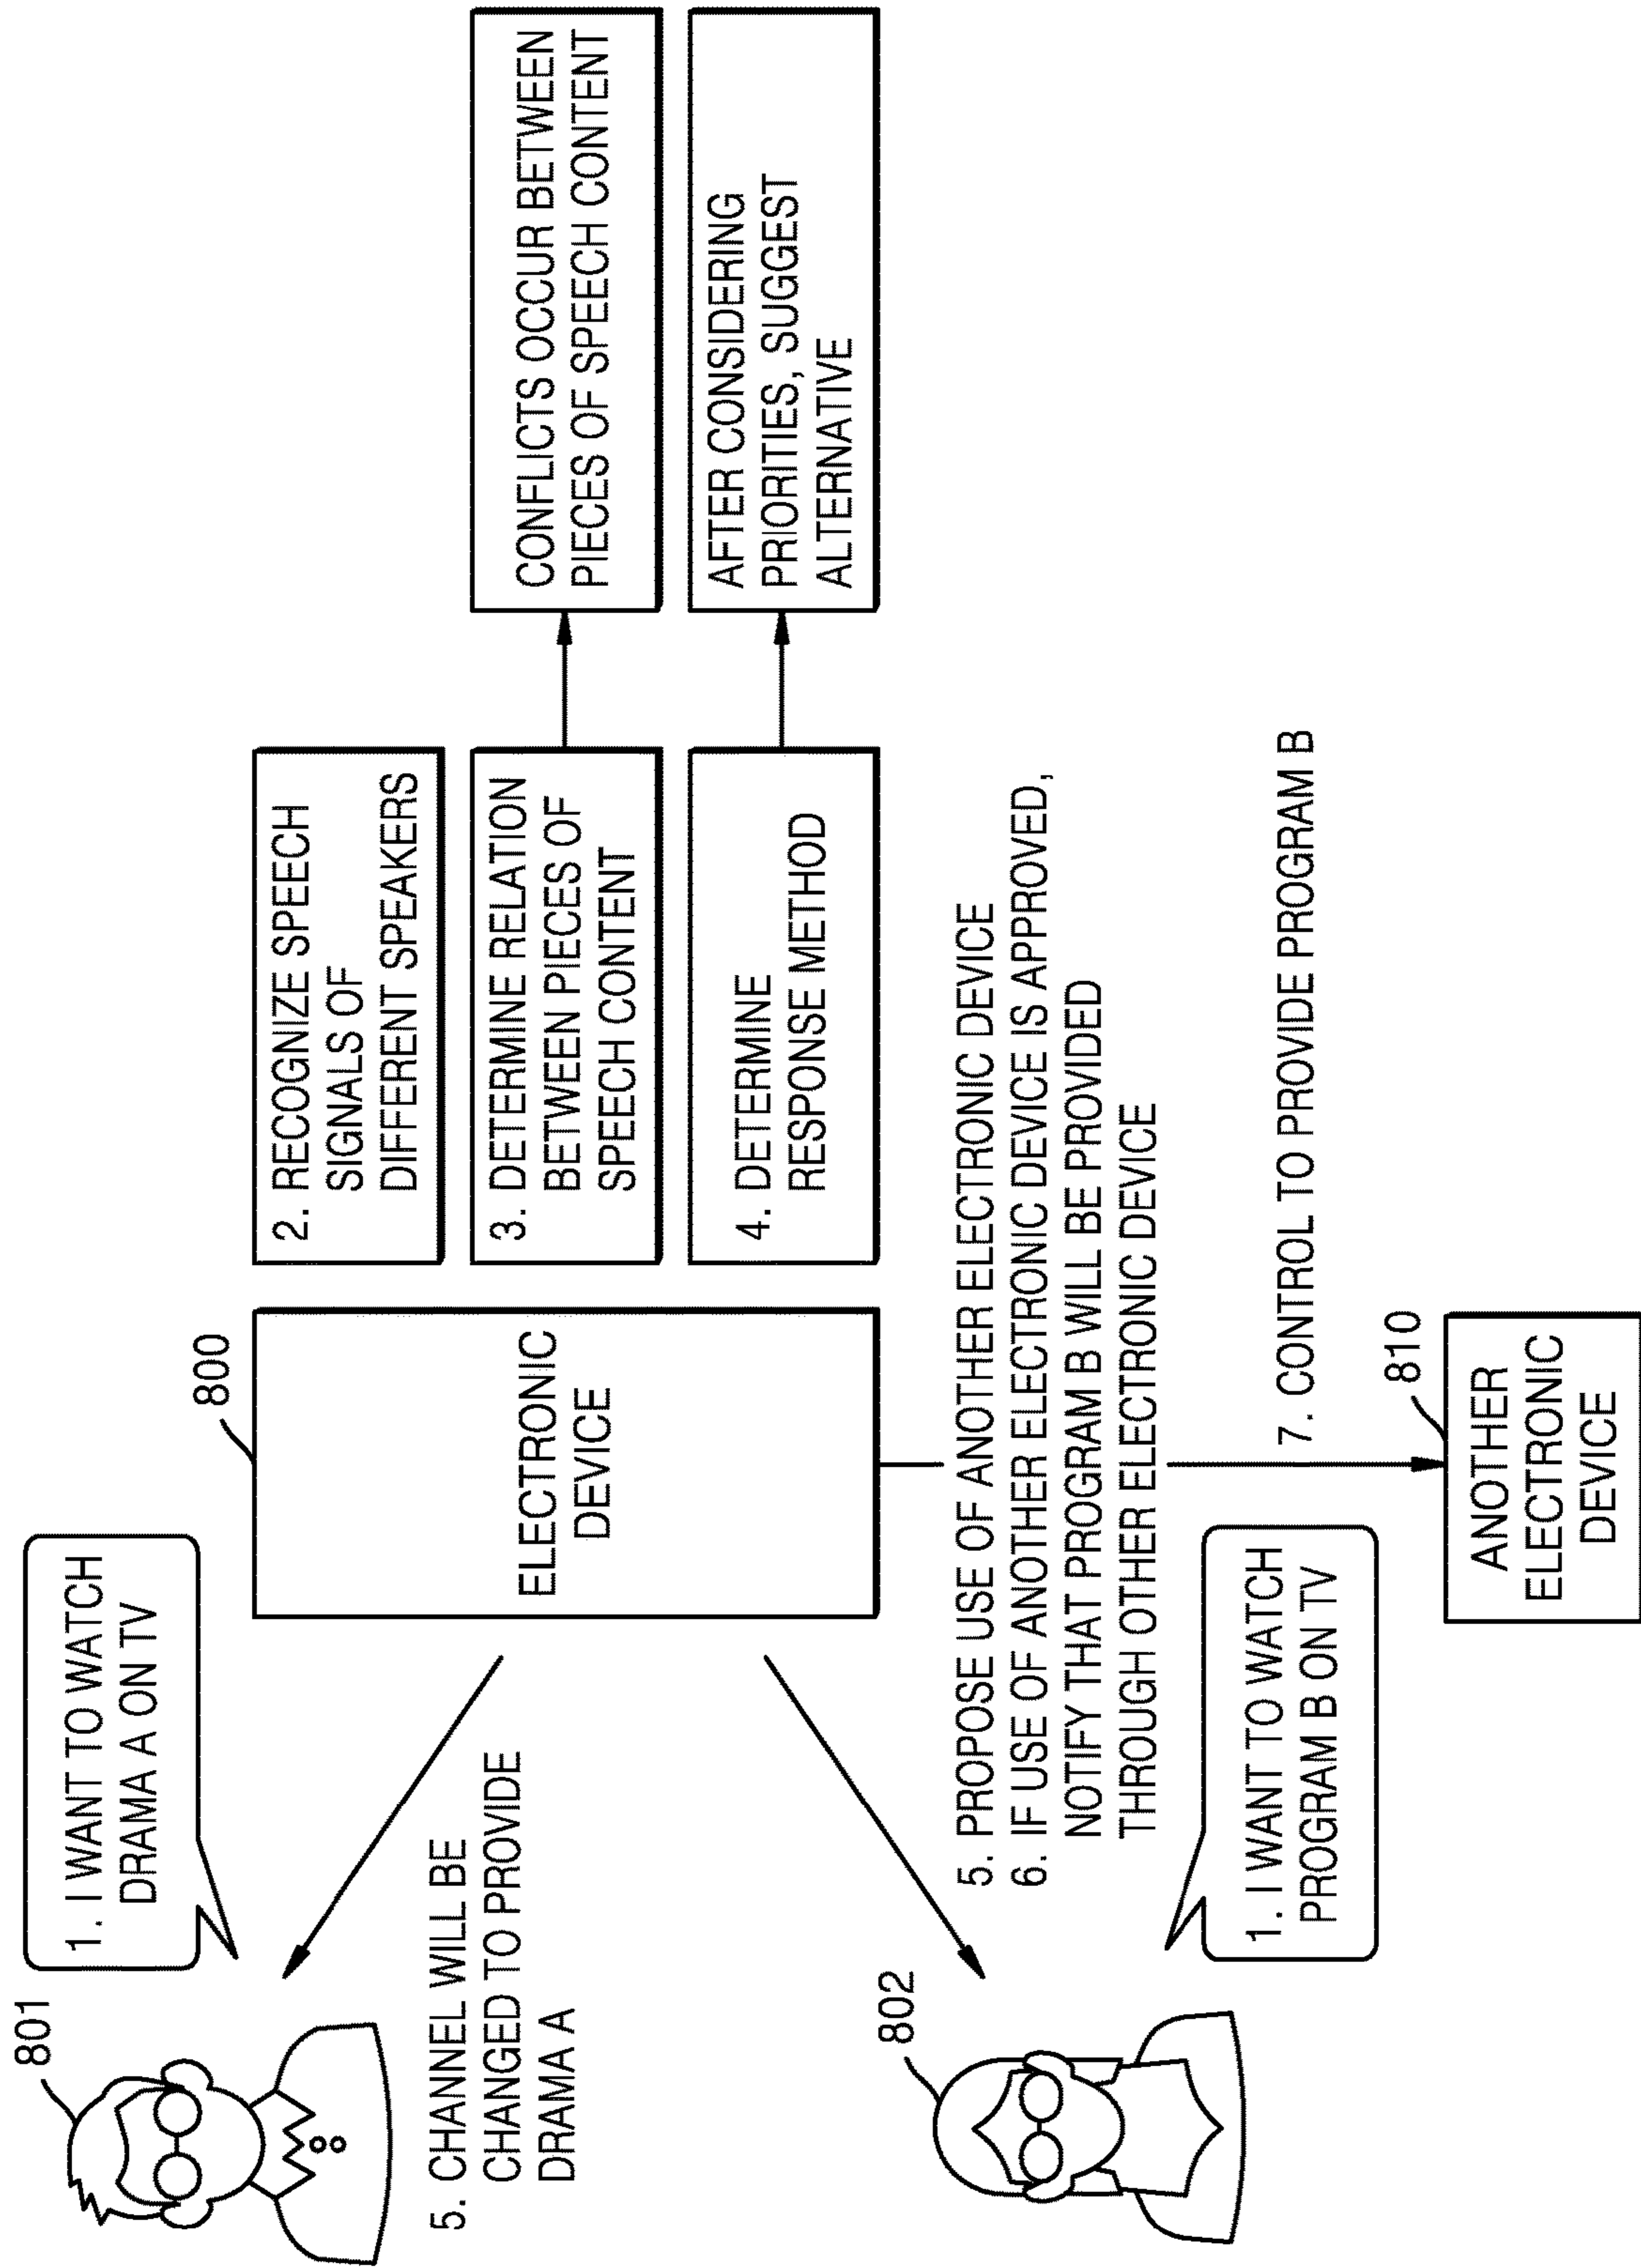 801
1. I WANT TO WATCH
DRAMA A ON TV
5. CHANNEL WILL BE
CHANGED TO PROVIDE
DRAMA A
800
ELECTRONIC
DEVICE
2. RECOGNIZE SPEECH
SIGNALS OF
DIFFERENT SPEAKERS
3. DETERMINE RELATION
BETWEEN PIECES OF
SPEECH CONTENT
CONFLICTS OCCUR BETWEEN
PIECES OF SPEECH CONTENT
4. DETERMINE
RESPONSE METHOD
AFTER CONSIDERING
PRIORITIES, SUGGEST
ALTERNATIVE
802
5. PROPOSE USE OF ANOTHER ELECTRONIC DEVICE
6. IF USE OF ANOTHER ELECTRONIC DEVICE IS APPROVED,
NOTIFY THAT PROGRAM B WILL BE PROVIDED
THROUGH OTHER ELECTRONIC DEVICE
1. I WANT TO WATCH
PROGRAM B ON TV
7. CONTROL TO PROVIDE PROGRAM B
810
ANOTHER
ELECTRONIC
DEVICE